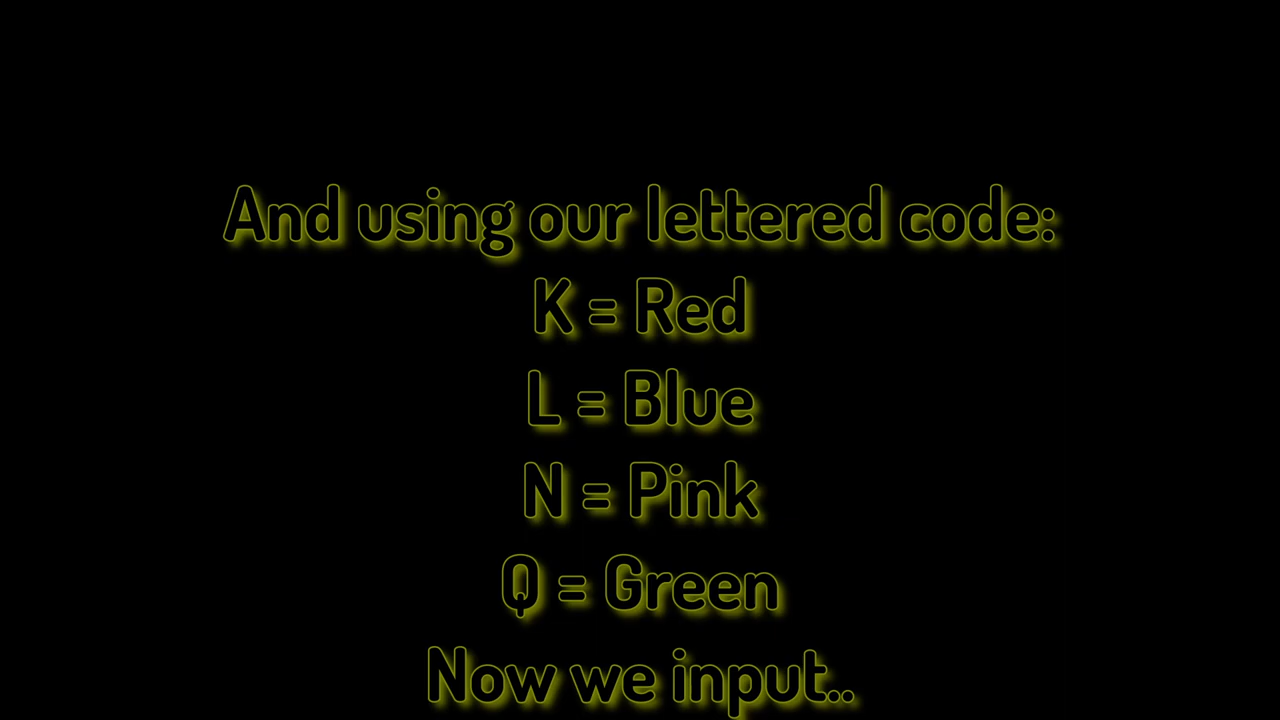 And using our lettered code:
K = Red
L = Blue
N = Pink
Q = Green
Now we input..